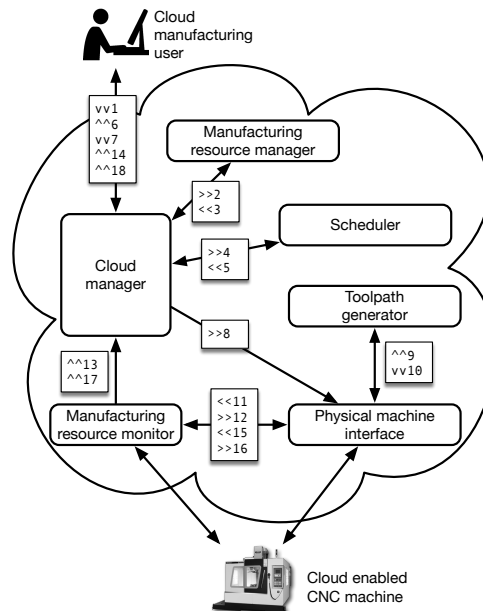 Cloud
manufacturing
user
vv1
^^6
vv7
^^14
^^18
Manufacturing
resource manager
>>2
<<3
Scheduler
>>4
<<5
Cloud
manager
Toolpath
generator
>>8
^^9
vv10
^^13
^^17
<<11
>>12
<<15
>>16
Manufacturing
resource monitor
Physical machine
interface
Cloud enabled
CNC machine